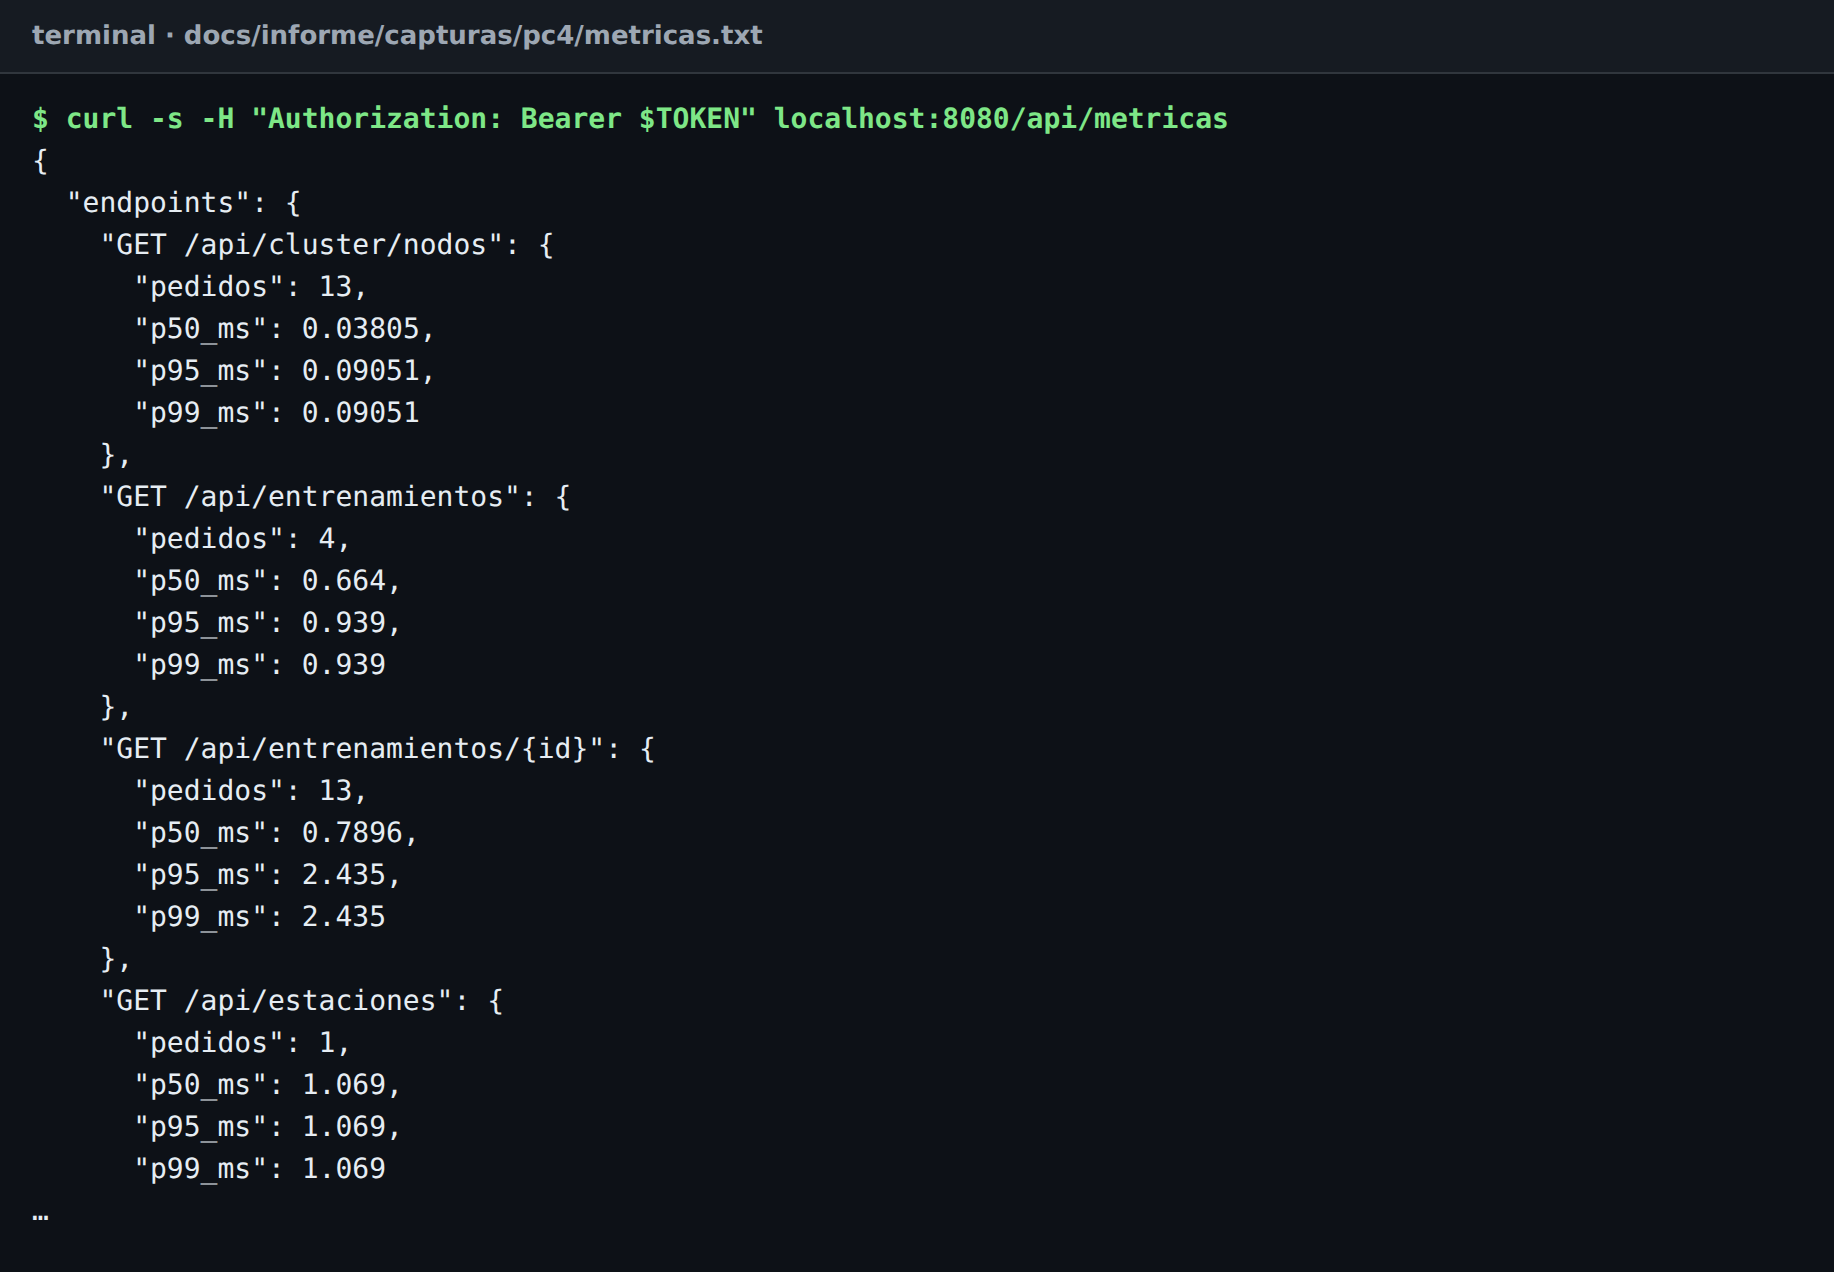 terminal · docs/informe/capturas/pc4/metricas.txt
$ curl -s -H "Authorization: Bearer $TOKEN" localhost:8080/api/metricas
{
  "endpoints": {
    "GET /api/cluster/nodos": {
      "pedidos": 13,
      "p50_ms": 0.03805,
      "p95_ms": 0.09051,
      "p99_ms": 0.09051
    },
    "GET /api/entrenamientos": {
      "pedidos": 4,
      "p50_ms": 0.664,
      "p95_ms": 0.939,
      "p99_ms": 0.939
    },
    "GET /api/entrenamientos/{id}": {
      "pedidos": 13,
      "p50_ms": 0.7896,
      "p95_ms": 2.435,
      "p99_ms": 2.435
    },
    "GET /api/estaciones": {
      "pedidos": 1,
      "p50_ms": 1.069,
      "p95_ms": 1.069,
      "p99_ms": 1.069
…